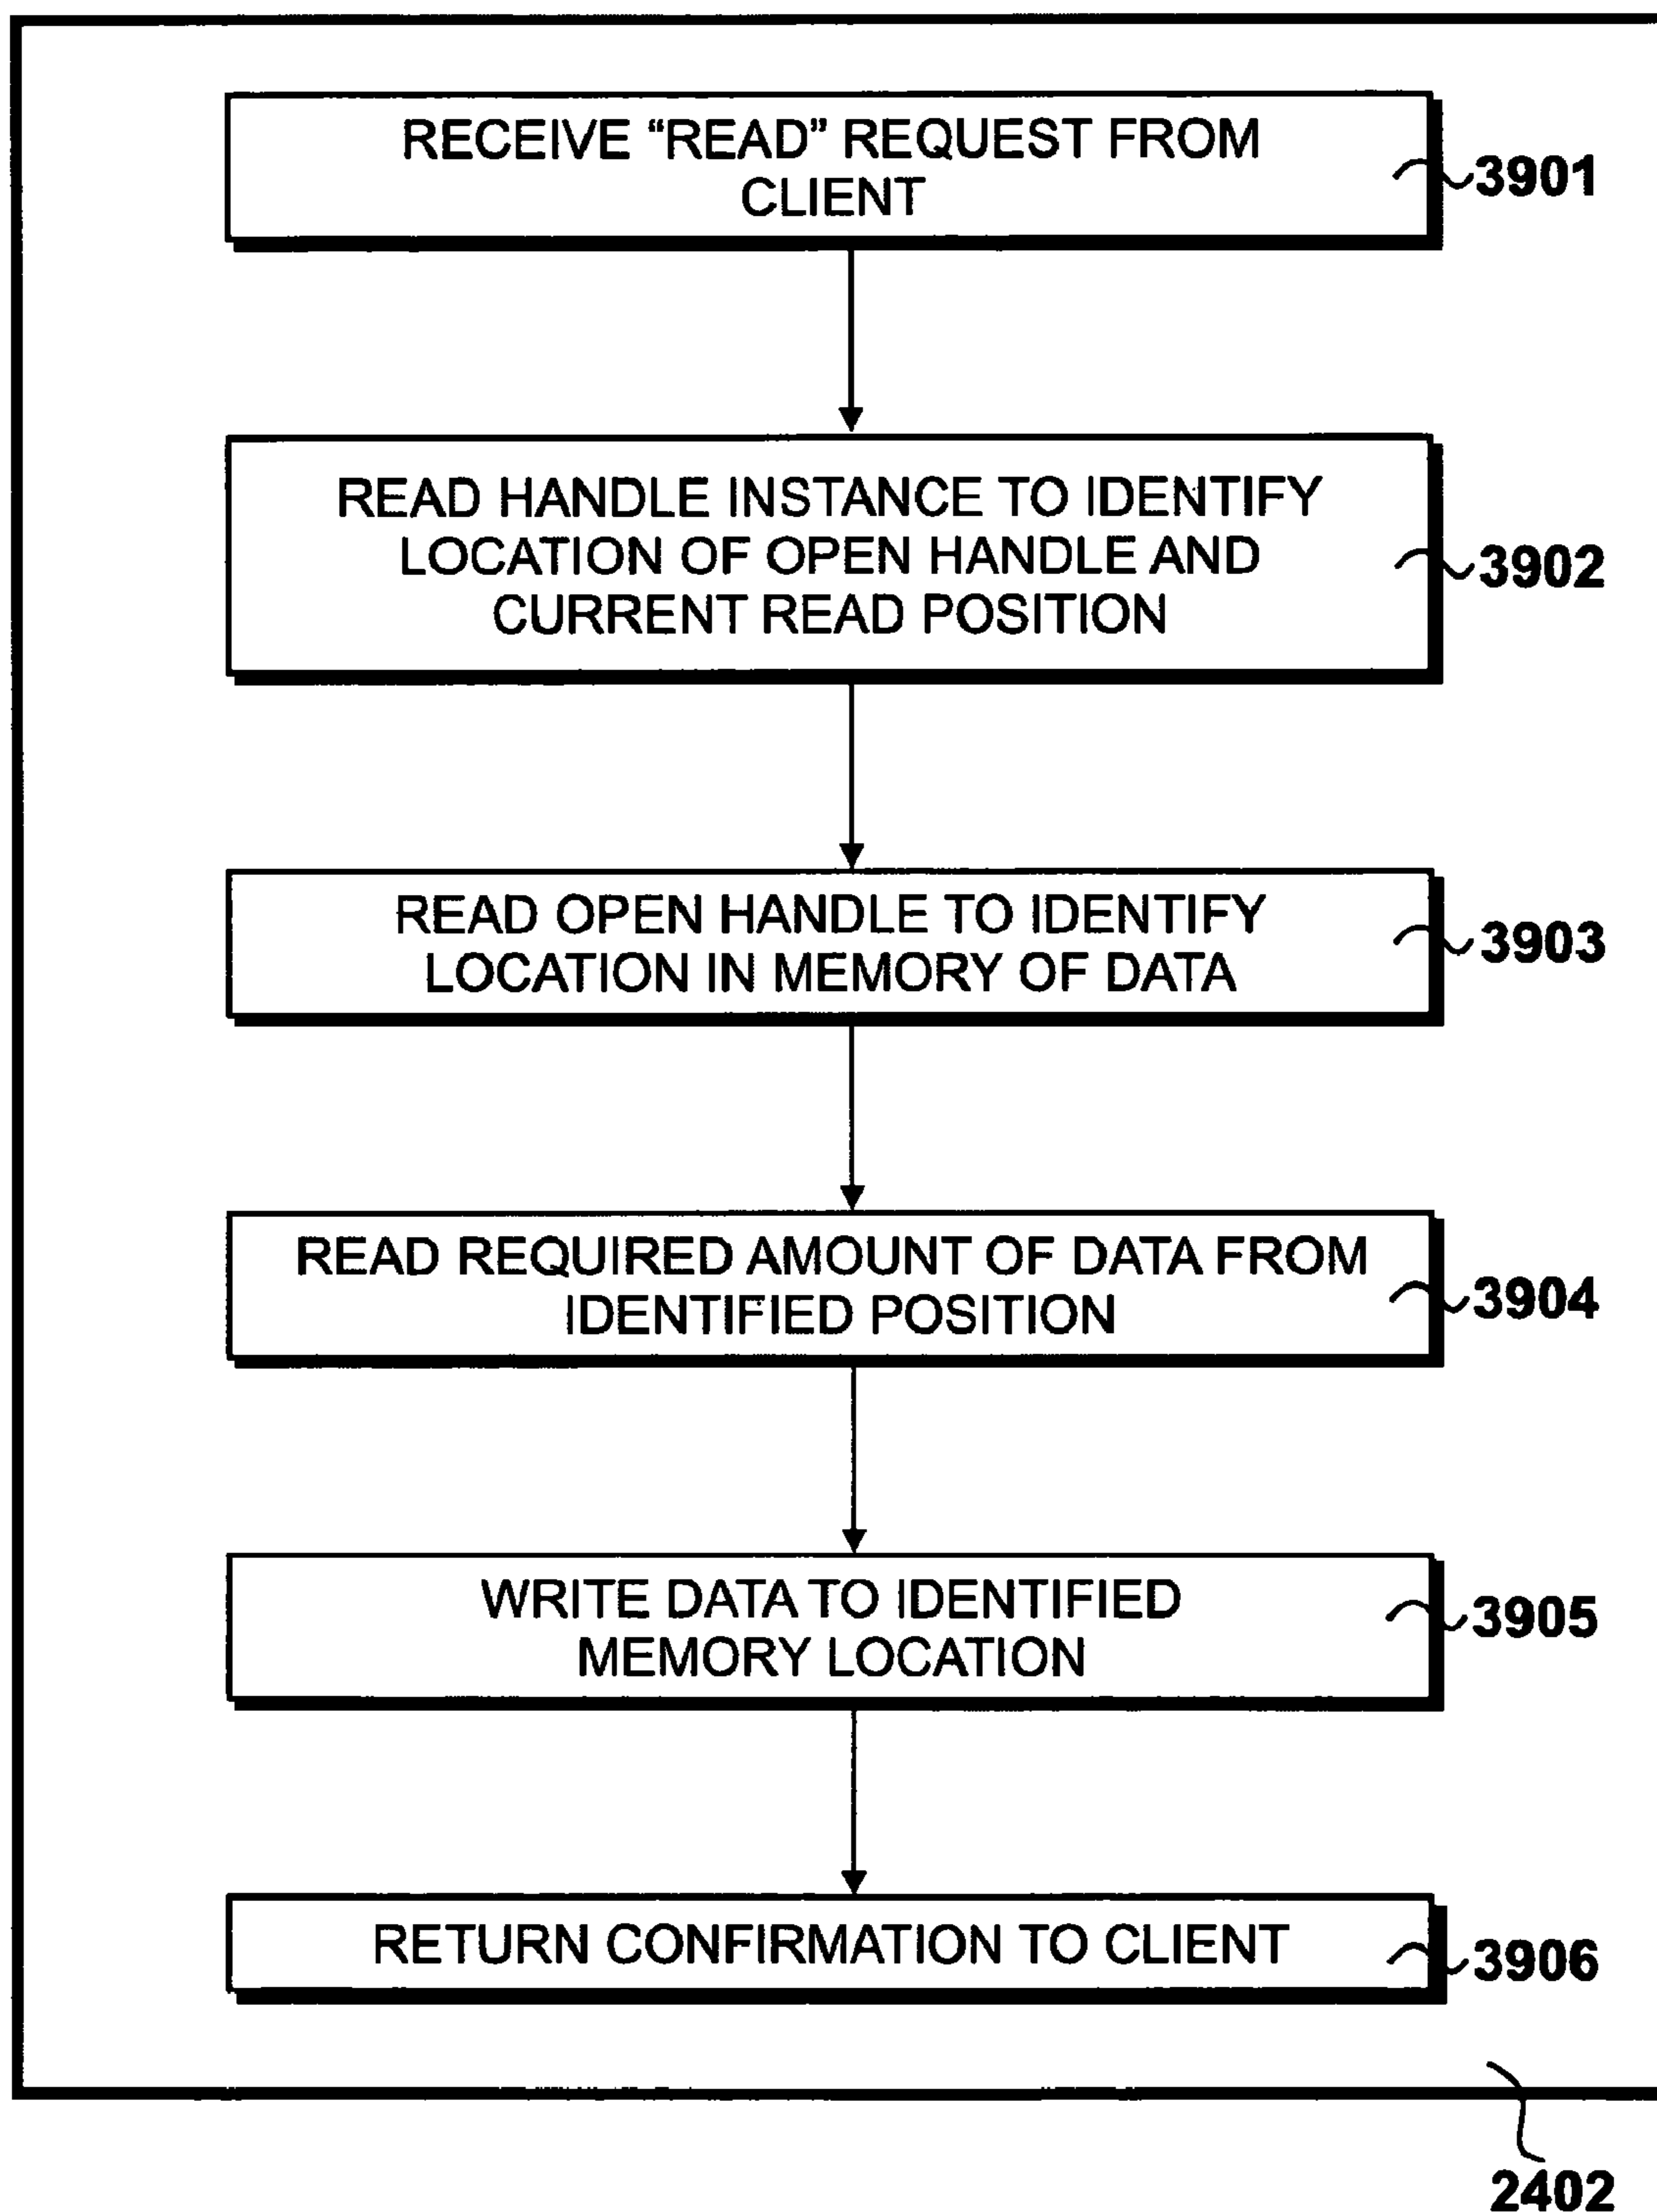 RECEIVE “READ” REQUEST FROM
CLIENT
3901
READ HANDLE INSTANCE TO IDENTIFY
LOCATION OF OPEN HANDLE AND
CURRENT READ POSITION
3902
READ OPEN HANDLE TO IDENTIFY
LOCATION IN MEMORY OF DATA
3903
READ REQUIRED AMOUNT OF DATA FROM
IDENTIFIED POSITION
3904
WRITE DATA TO IDENTIFIED
MEMORY LOCATION
3905
RETURN CONFIRMATION TO CLIENT
3906
2402